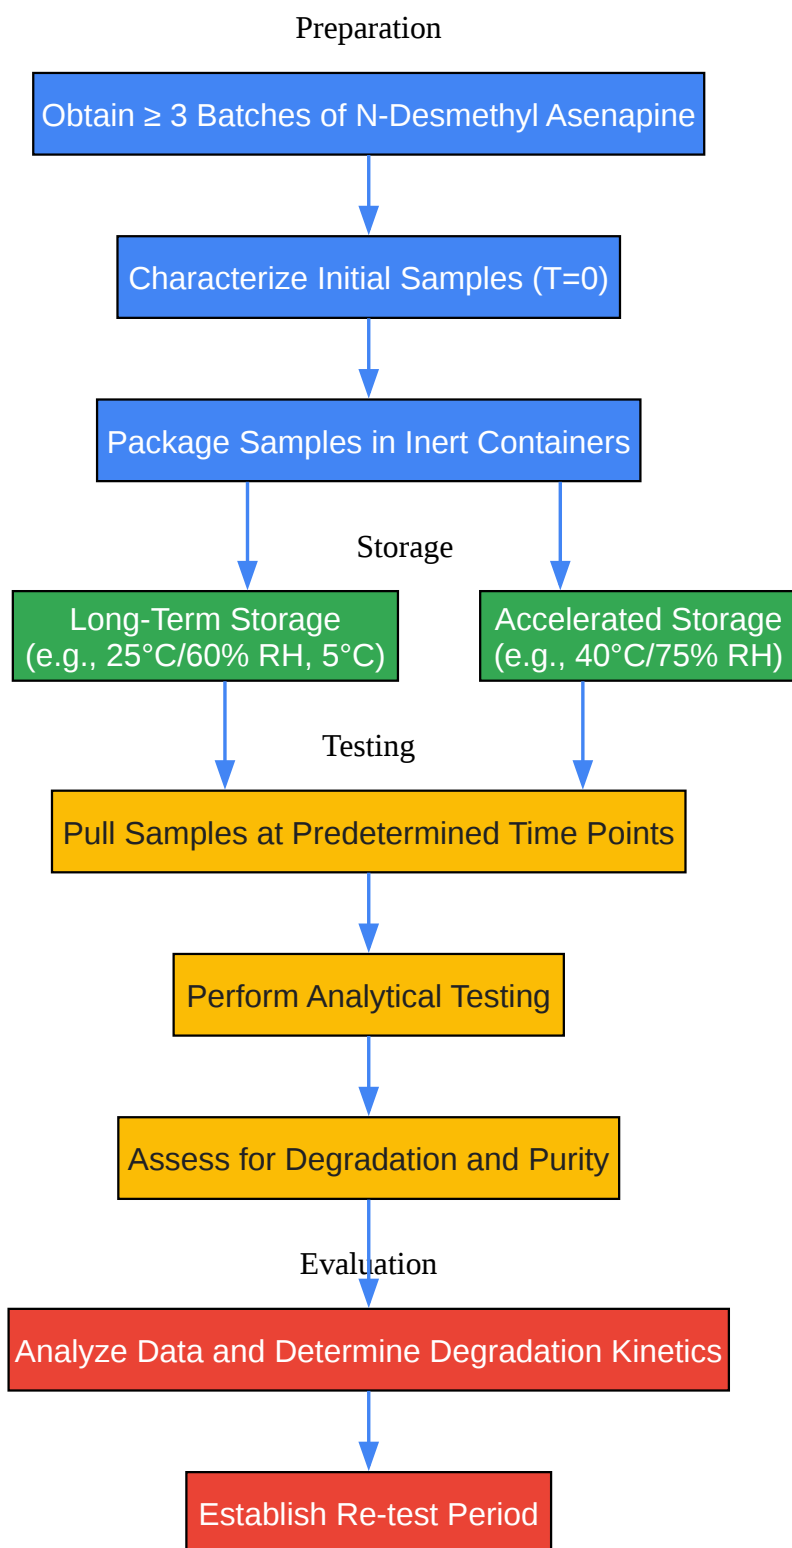 Preparation
Obtain ≥ 3 Batches of N-Desmethyl Asenapine
Characterize Initial Samples (T=0)
Package Samples in Inert Containers
Storage
Long-Term Storage
(e.g., 25°C/60% RH, 5°C)
Accelerated Storage
(e.g., 40°C/75% RH)
Testing
Pull Samples at Predetermined Time Points
Perform Analytical Testing
Assess for Degradation and Purity
Evaluation
Analyze Data and Determine Degradation Kinetics
Establish Re-test Period